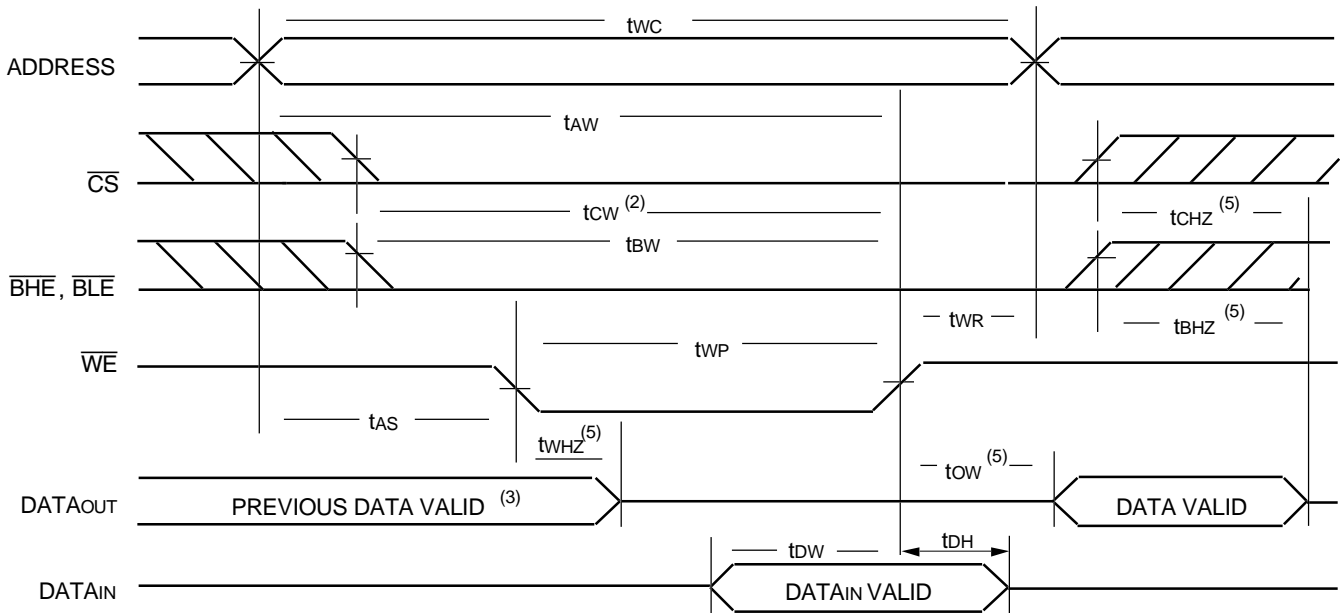 tWC
ADDRESS
tAW
CS
tCW (2)
tCHZ (5)
tBW
BHE, BLE
tWR
tBHZ (5)
tWP
WE
tAS
tWHZ (5)
tOW (5)
DATAOUT
PREVIOUS DATA VALID (3)
DATA VALID
tDW
tDH
DATAIN
DATAIN VALID